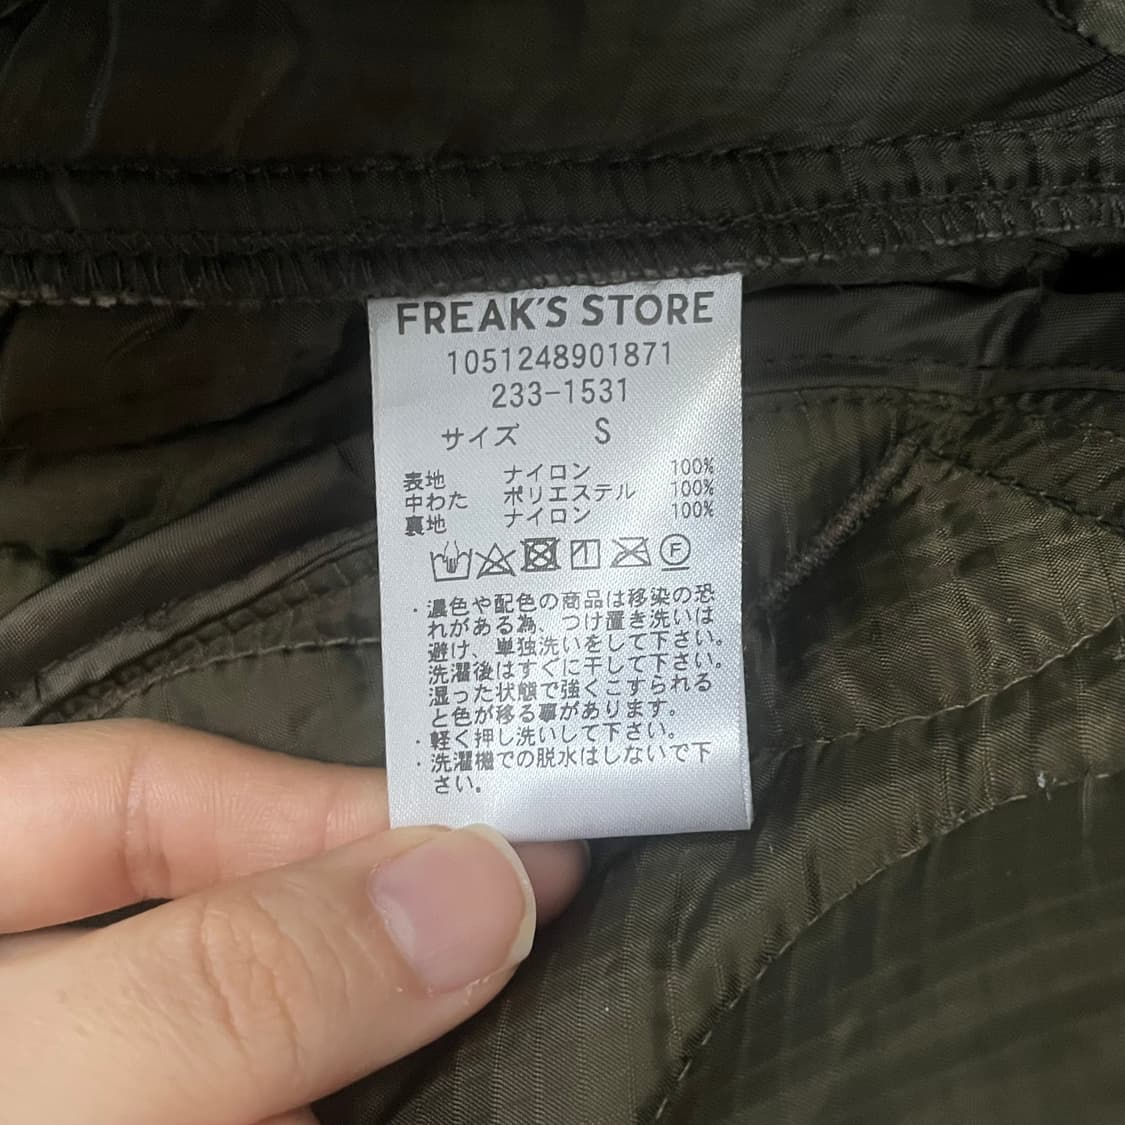 FREAK'S STORE
1051248901871
233-1531
サイズ S
表地 ナイロン 100%
中わた ポリエステル 100%
裏地 ナイロン 100%
F
・濃色や配色の商品は移染の恐
れがある為、つけ置き洗いは
避け、単独洗いをして下さい。
洗濯後はすぐに干して下さい。
湿った状態で強くこすられる
と色が移る事があります。
・軽く押し洗いして下さい。
・洗濯機での脱水はしないで下
さい。